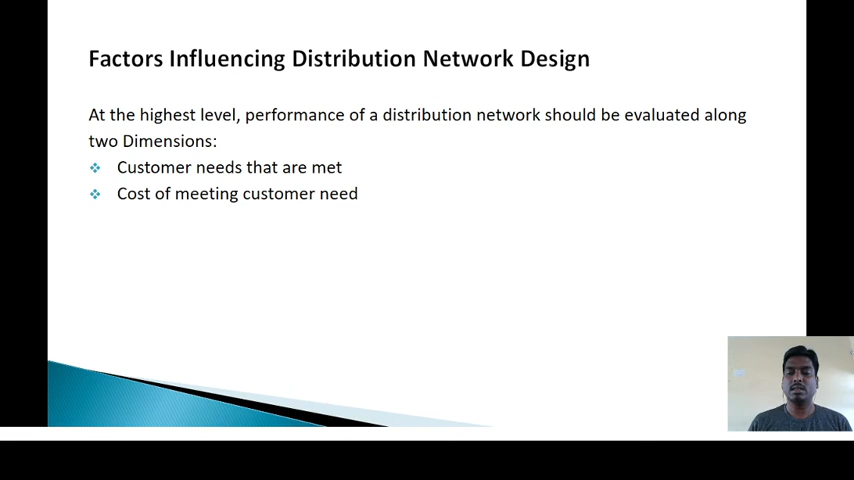 Factors Influencing Distribution Network Design
At the highest level, performance of a distribution network should be evaluated along
two Dimensions:
Customer needs that are met
Cost of meeting customer need